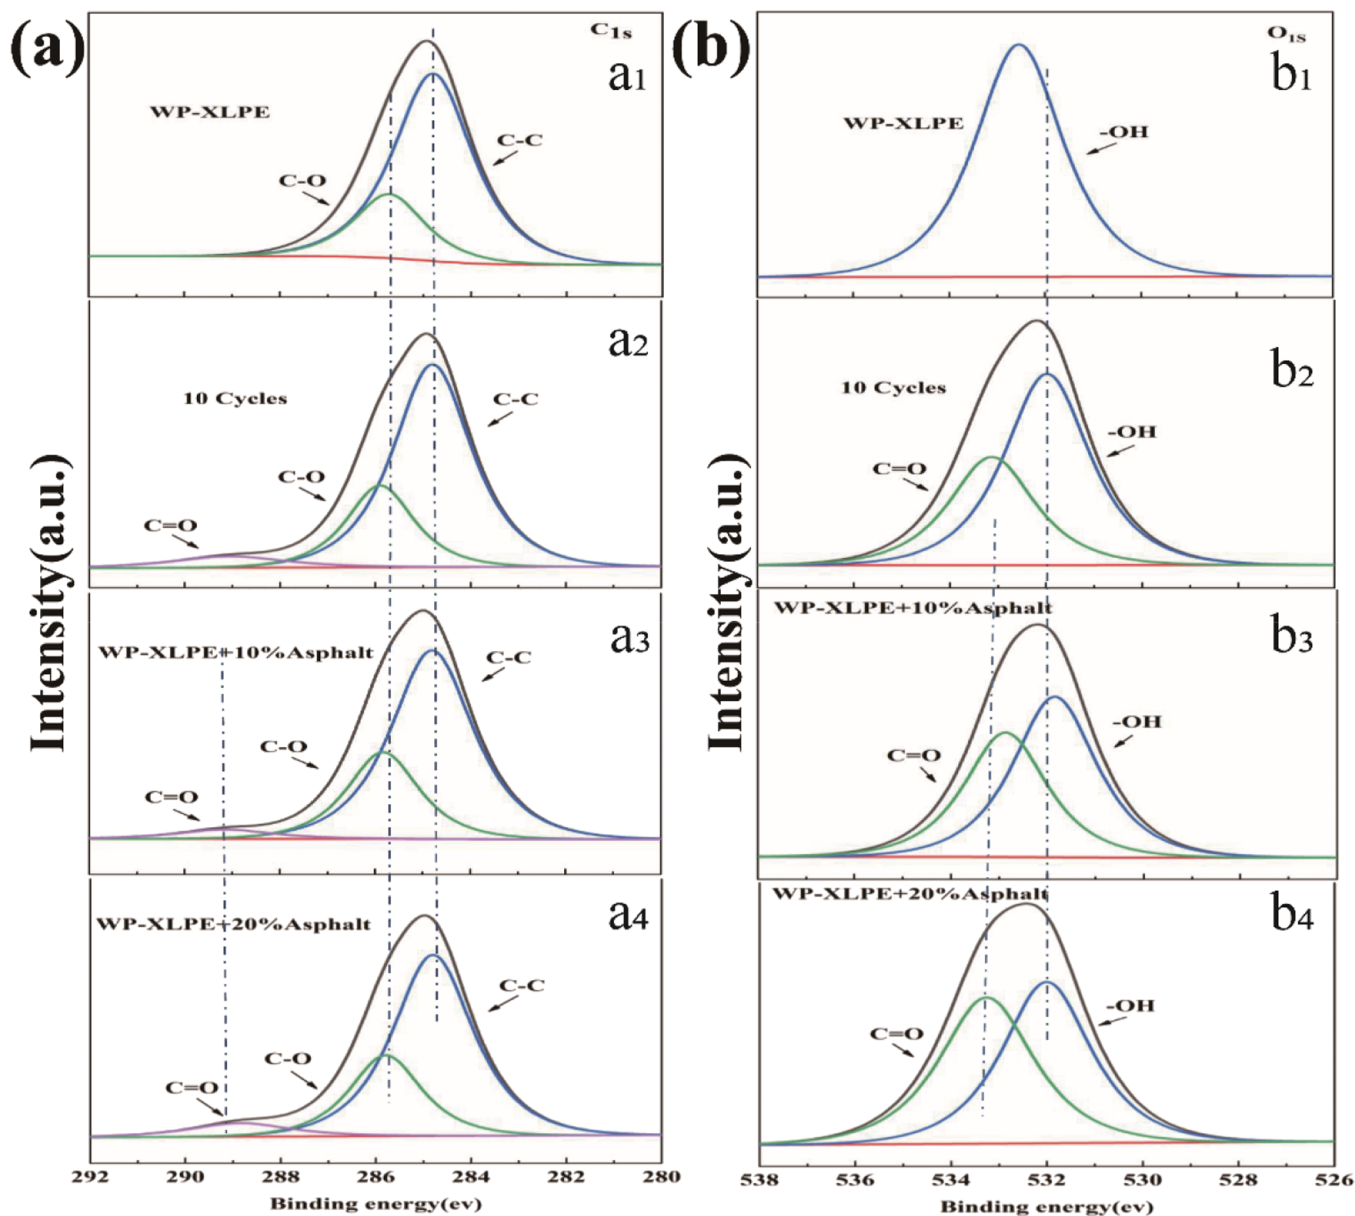 (a)
C1s
a1
WP-XLPE
C-C
C-O
a2
10 Cycles
C-C
C-O
C=O
a3
WP-XLPE+10%Asphalt
C-C
C-O
C=O
a4
WP-XLPE+20%Asphalt
C-C
C-O
C=O
292 290 288 286 284 282 280
Binding energy(ev)
Intensity(a.u.)
(b)
O1S
b1
WP-XLPE
-OH
b2
10 Cycles
-OH
C=O
WP-XLPE+10%Asphalt
b3
-OH
C=O
WP-XLPE+20%Asphalt
b4
-OH
C=O
538 536 534 532 530 528 526
Binding energy(ev)
Intensity(a.u.)